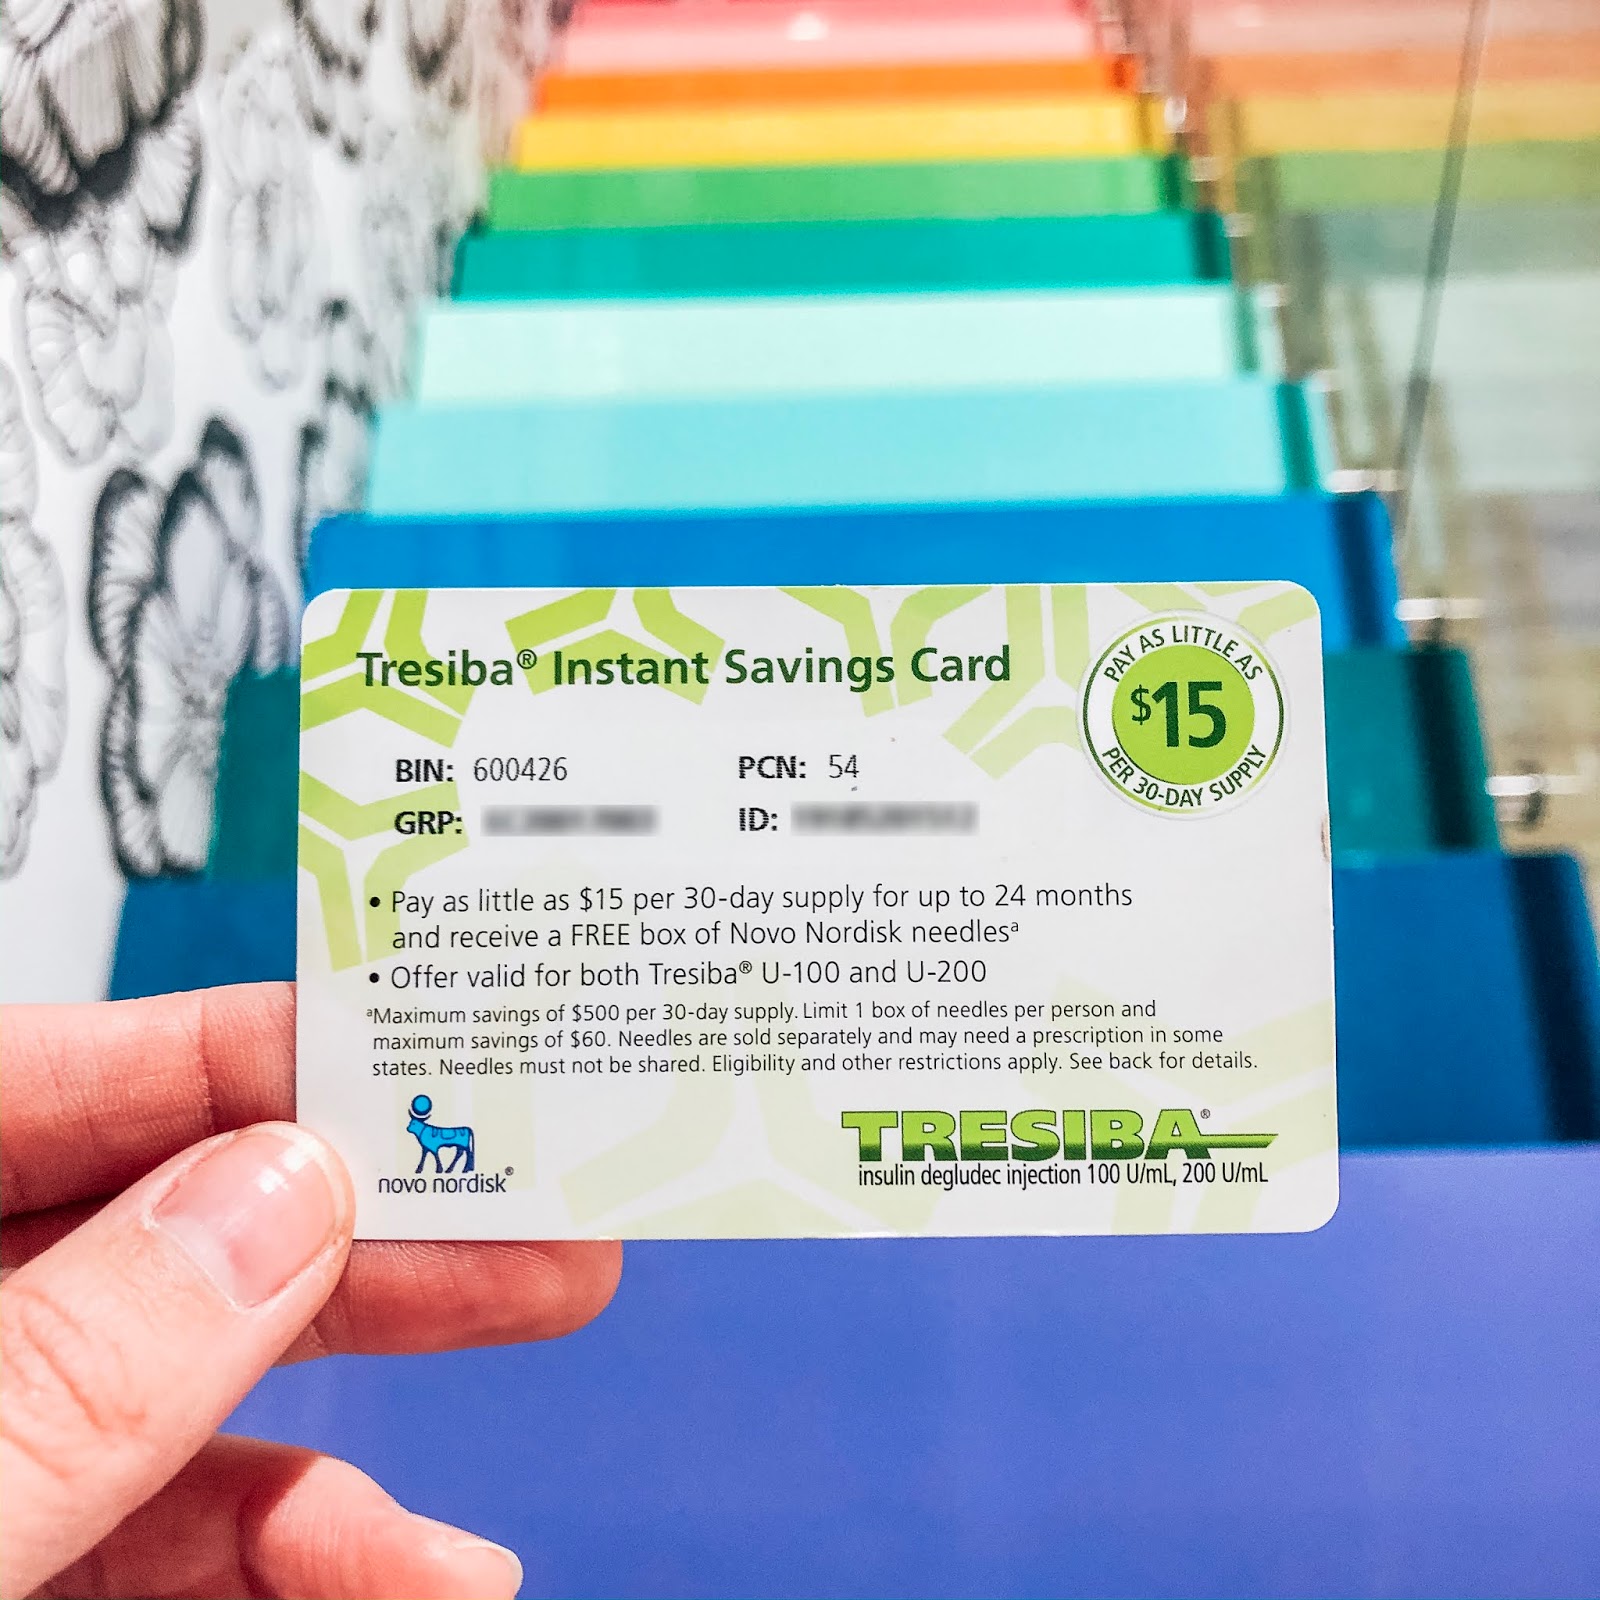 Tresiba® Instant Savings Card
PAY AS LITTLE AS
$15
PER 30-DAY SUPPLY
BIN: 600426
PCN: 54
GRP:
ID:
• Pay as little as $15 per 30-day supply for up to 24 months
and receive a FREE box of Novo Nordisk needlesᵃ
• Offer valid for both Tresiba® U-100 and U-200
ᵃMaximum savings of $500 per 30-day supply. Limit 1 box of needles per person and
maximum savings of $60. Needles are sold separately and may need a prescription in some
states. Needles must not be shared. Eligibility and other restrictions apply. See back for details.
novo nordisk®
TRESIBA®
insulin degludec injection 100 U/mL, 200 U/mL